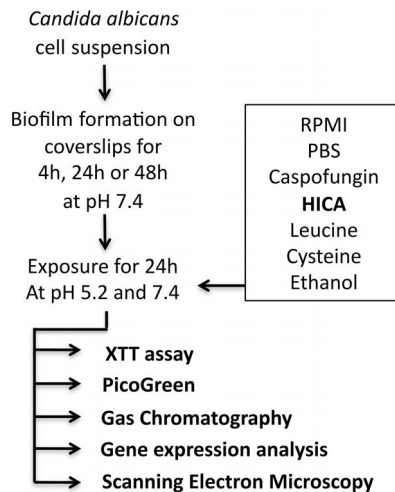 Candida albicans
cell suspension
Biofilm formation on
coverslips for
4h, 24h or 48h
at pH 7.4
RPMI
PBS
Caspofungin
HICA
Leucine
Cysteine
Ethanol
Exposure for 24h
At pH 5.2 and 7.4
XTT assay
PicoGreen
Gas Chromatography
Gene expression analysis
Scanning Electron Microscopy